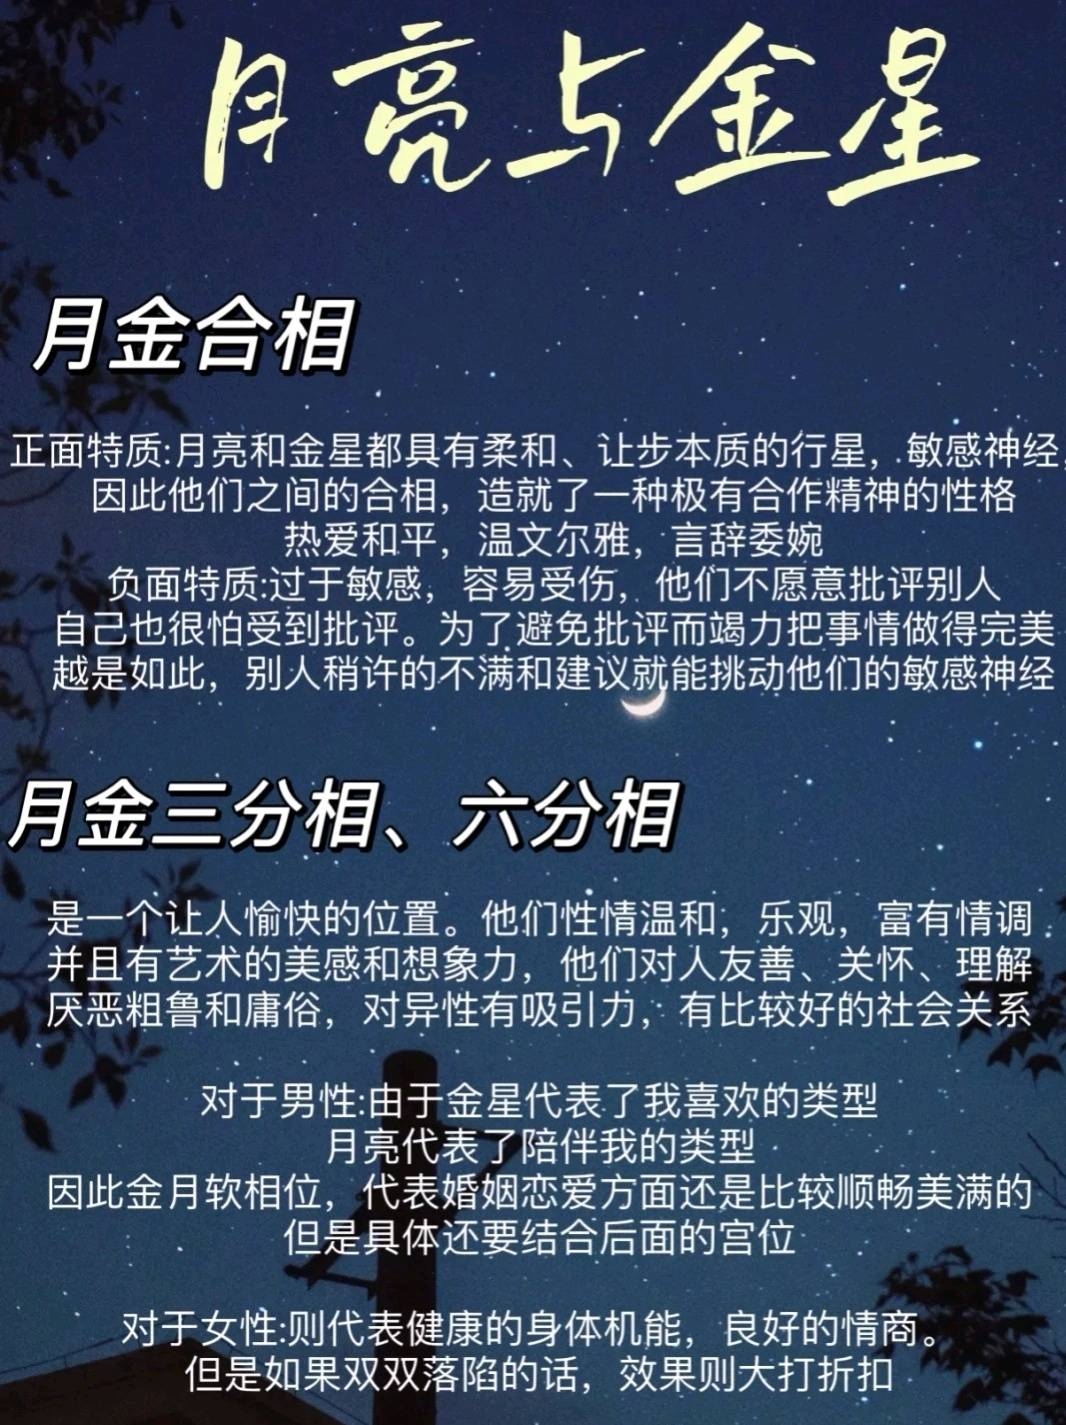 月亮与金星
月金合相
正面特质:月亮和金星都具有柔和、让步本质的行星，敏感神经，
因此他们之间的合相，造就了一种极有合作精神的性格
热爱和平，温文尔雅，言辞委婉
负面特质:过于敏感，容易受伤，他们不愿意批评别人
自己也很怕受到批评。为了避免批评而竭力把事情做得完美
越是如此，别人稍许的不满和建议就能挑动他们的敏感神经
月金三分相、六分相
是一个让人愉快的位置。他们性情温和，乐观，富有情调
并且有艺术的美感和想象力，他们对人友善、关怀、理解
厌恶粗鲁和庸俗，对异性有吸引力，有比较好的社会关系
对于男性:由于金星代表了我喜欢的类型
月亮代表了陪伴我的类型
因此金月软相位，代表婚姻恋爱方面还是比较顺畅美满的
但是具体还要结合后面的宫位
对于女性:则代表健康的身体机能，良好的情商。
但是如果双双落陷的话，效果则大打折扣